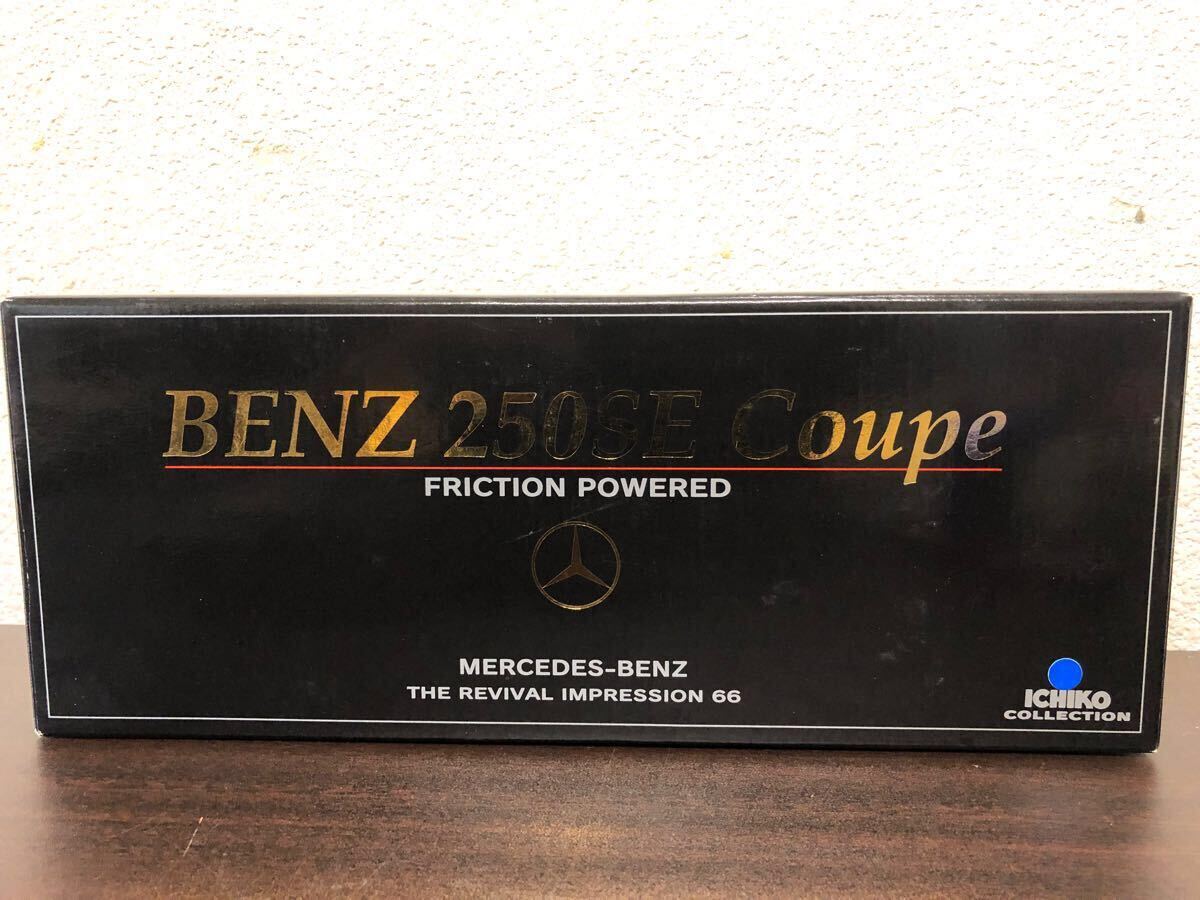 BENZ 250SE Coupe
FRICTION POWERED
MERCEDES-BENZ
THE REVIVAL IMPRESSION 66
ICHIKO
COLLECTION